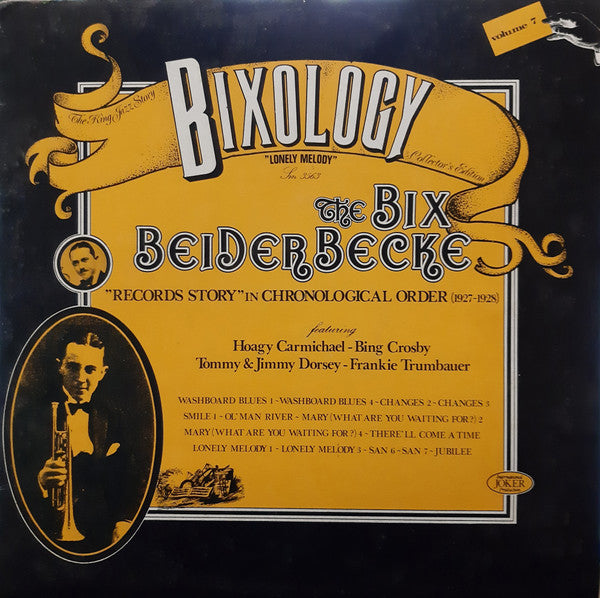 volume 7
The King Jazz Story
BIXOLOGY
"LONELY MELODY"
Sm 3563
Collector's Edition
THE BIX
BEIDERBECKE
"RECORDS STORY" IN CHRONOLOGICAL ORDER (1927-1928)
featuring
Hoagy Carmichael - Bing Crosby
Tommy & Jimmy Dorsey - Frankie Trumbauer
WASHBOARD BLUES 1 ~ WASHBOARD BLUES 4 ~ CHANGES 2 ~ CHANGES 3
SMILE 1 ~ OL' MAN RIVER ~ MARY (WHAT ARE YOU WAITING FOR?) 2
MARY (WHAT ARE YOU WAITING FOR?) 4 ~ THERE'LL COME A TIME
LONELY MELODY 1 ~ LONELY MELODY 3 ~ SAN 6 ~ SAN 7 ~ JUBILEE
International
JOKER
Production